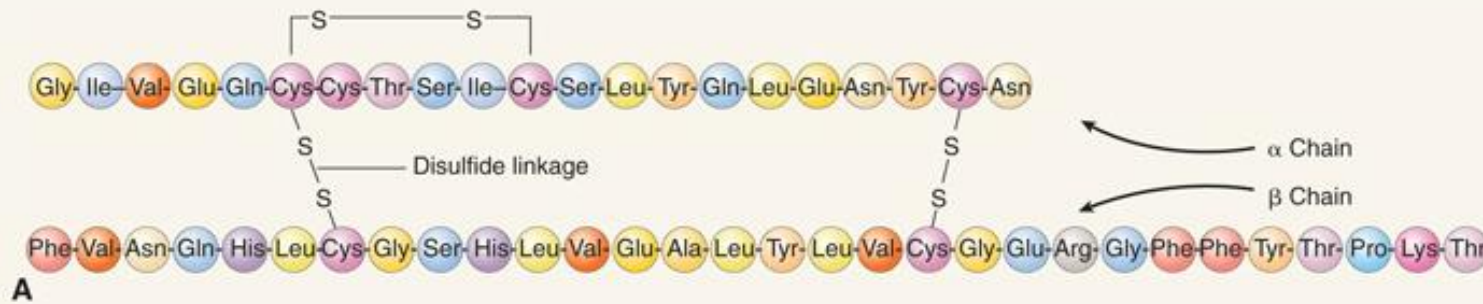 S S
Gly-Ile-Val-Glu-Gln-Cys-Cys-Thr-Ser-Ile-Cys-Ser-Leu-Tyr-Gln-Leu-Glu-Asn-Tyr-Cys-Asn
S S
α Chain
Disulfide linkage
S S
β Chain
Phe-Val-Asn-Gln-His-Leu-Cys-Gly-Ser-His-Leu-Val-Glu-Ala-Leu-Tyr-Leu-Val-Cys-Gly-Glu-Arg-Gly-Phe-Phe-Tyr-Thr-Pro-Lys-Thr
A